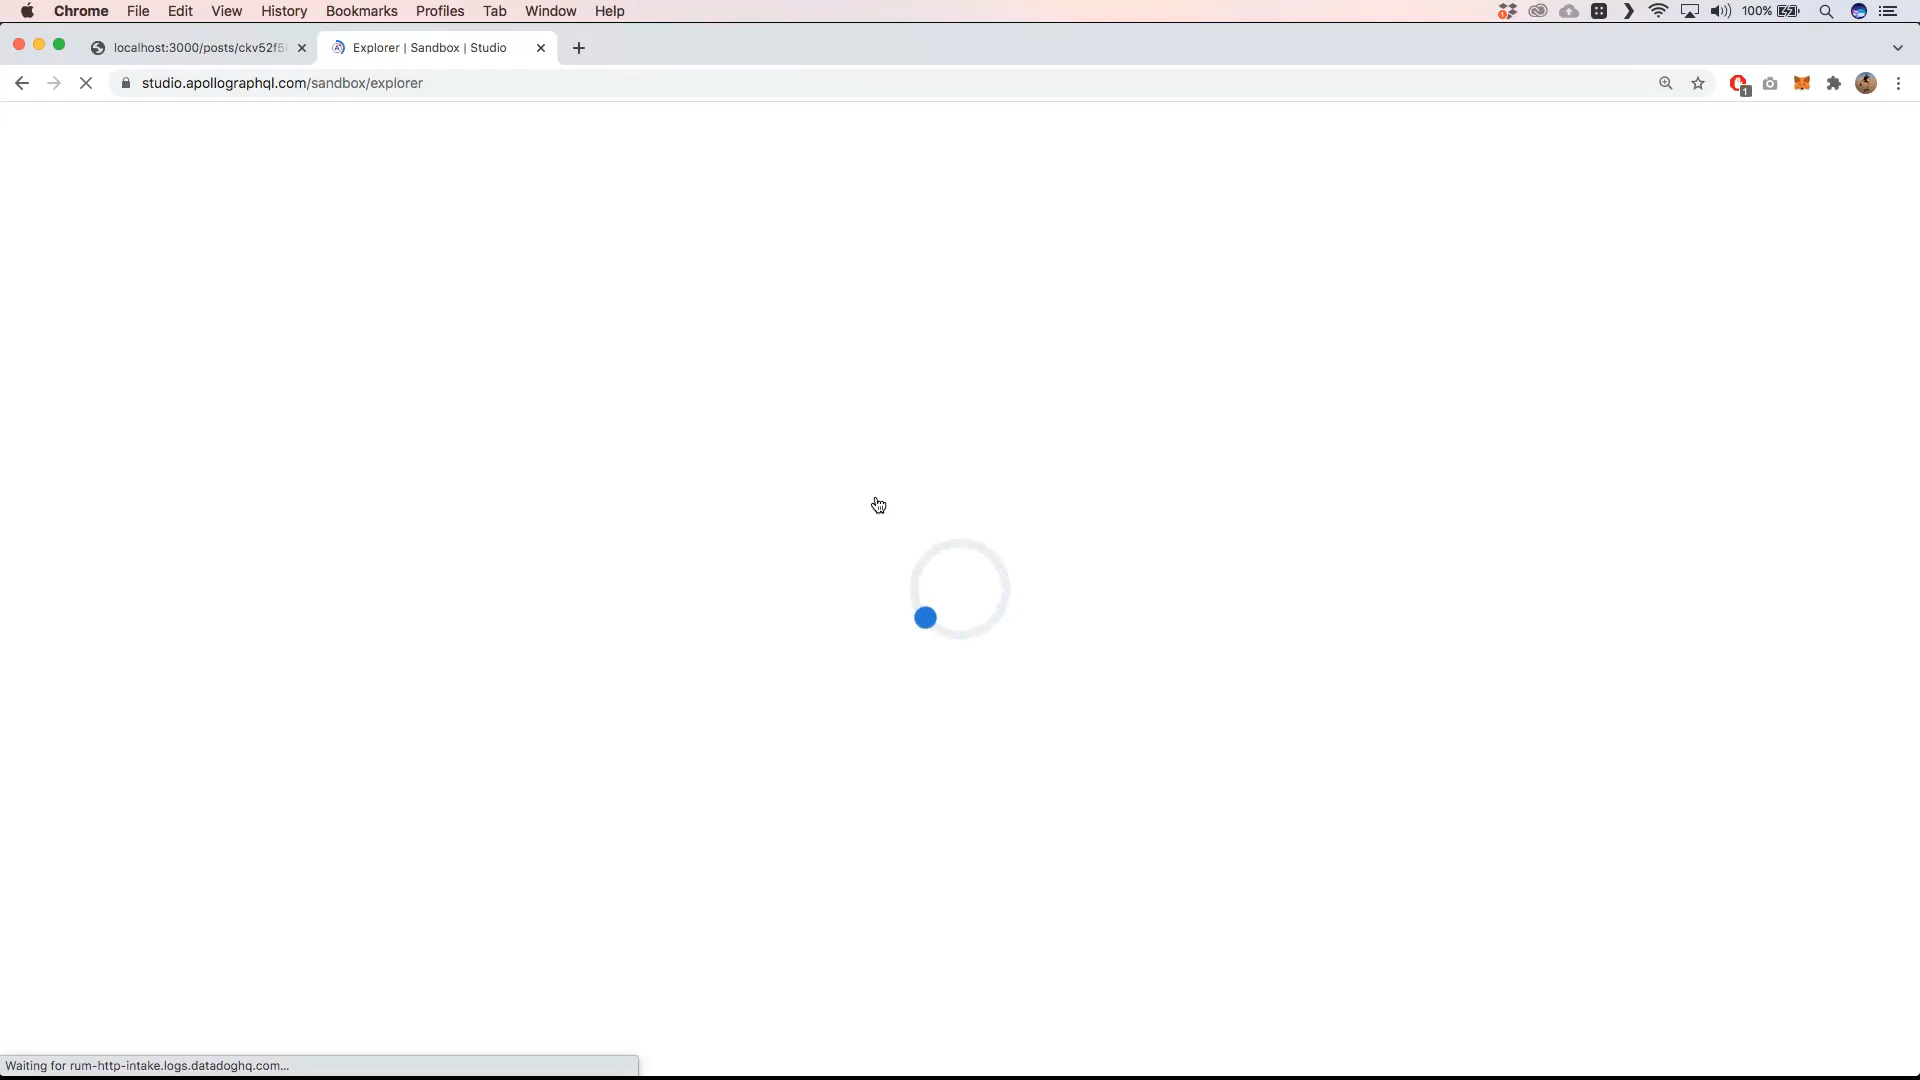 Chrome File Edit View History Bookmarks Profiles Tab Window Help
100%
localhost:3000/posts/ckv52f5
Explorer | Sandbox | Studio
studio.apollographql.com/sandbox/explorer
1
Waiting for rum-http-intake.logs.datadoghq.com...